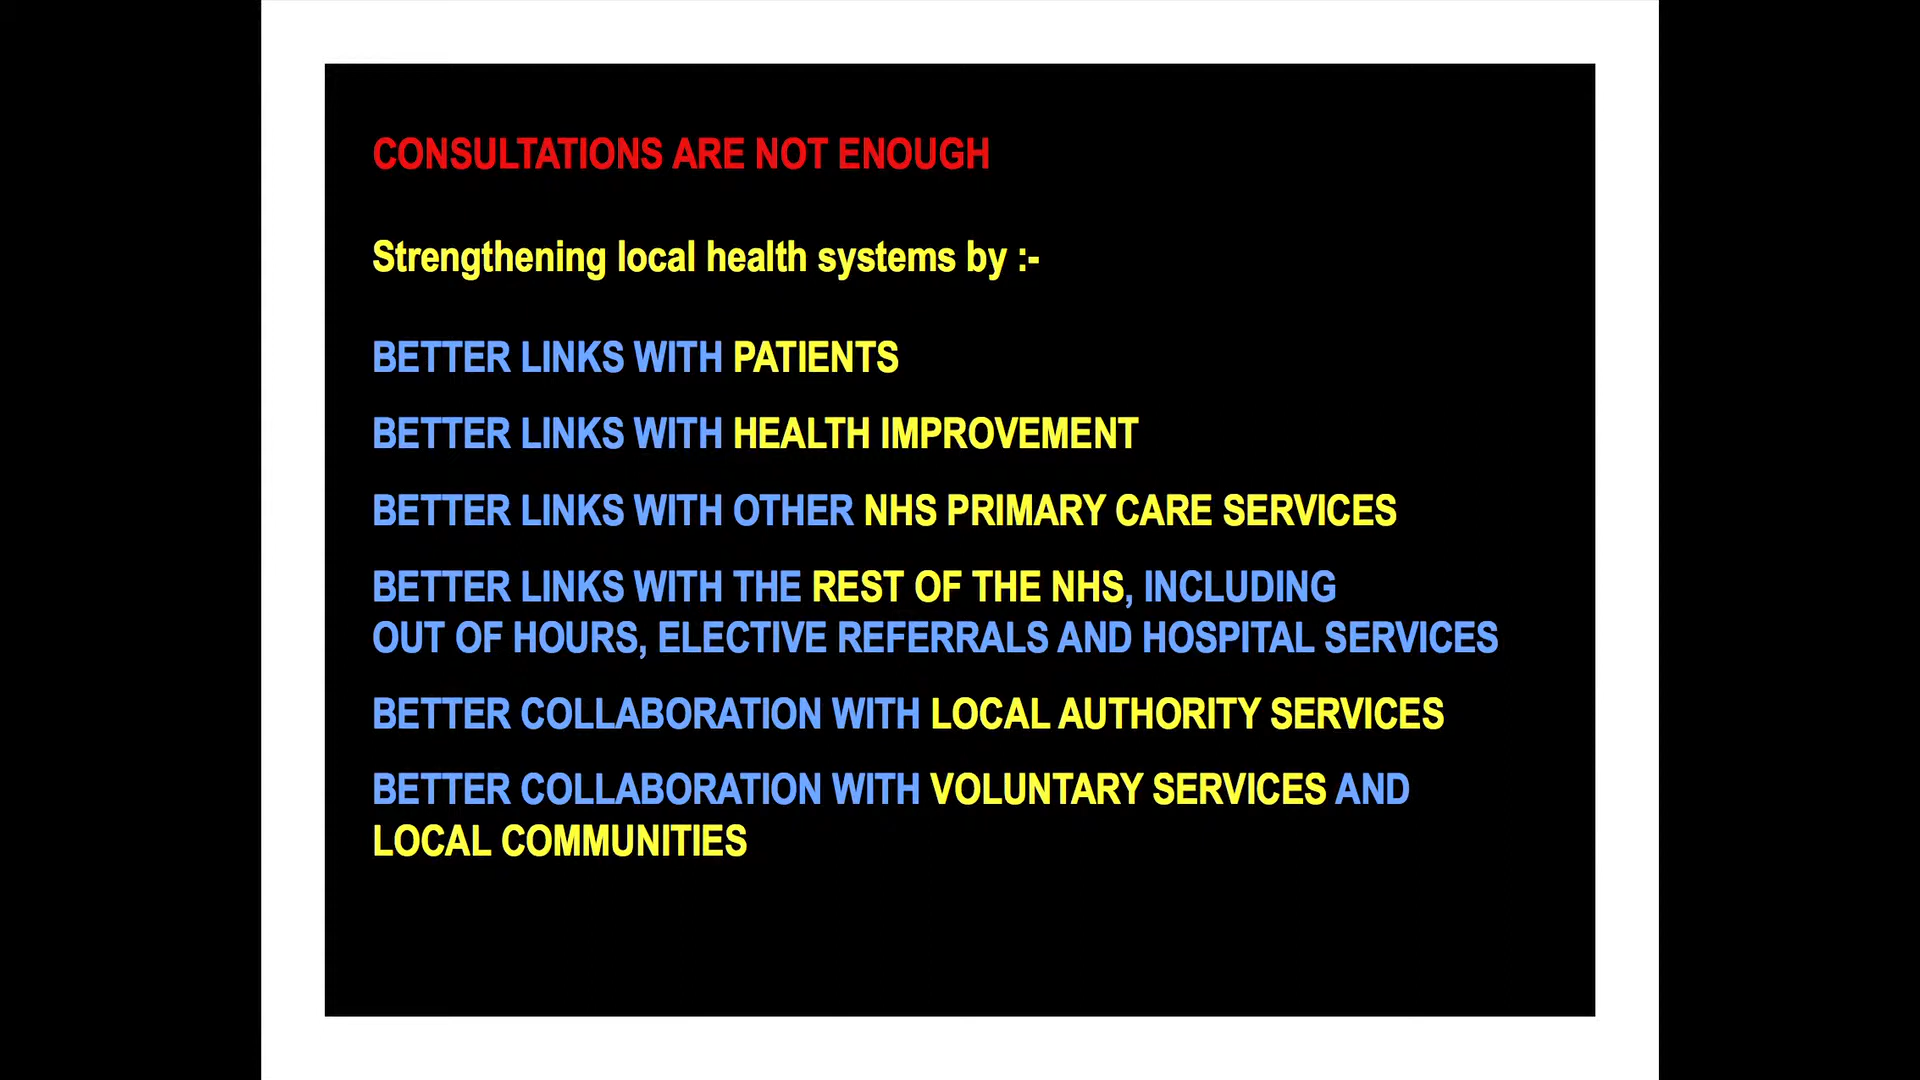 CONSULTATIONS ARE NOT ENOUGH
Strengthening local health systems by :-
BETTER LINKS WITH PATIENTS
BETTER LINKS WITH HEALTH IMPROVEMENT
BETTER LINKS WITH OTHER NHS PRIMARY CARE SERVICES
BETTER LINKS WITH THE REST OF THE NHS, INCLUDING
OUT OF HOURS, ELECTIVE REFERRALS AND HOSPITAL SERVICES
BETTER COLLABORATION WITH LOCAL AUTHORITY SERVICES
BETTER COLLABORATION WITH VOLUNTARY SERVICES AND
LOCAL COMMUNITIES